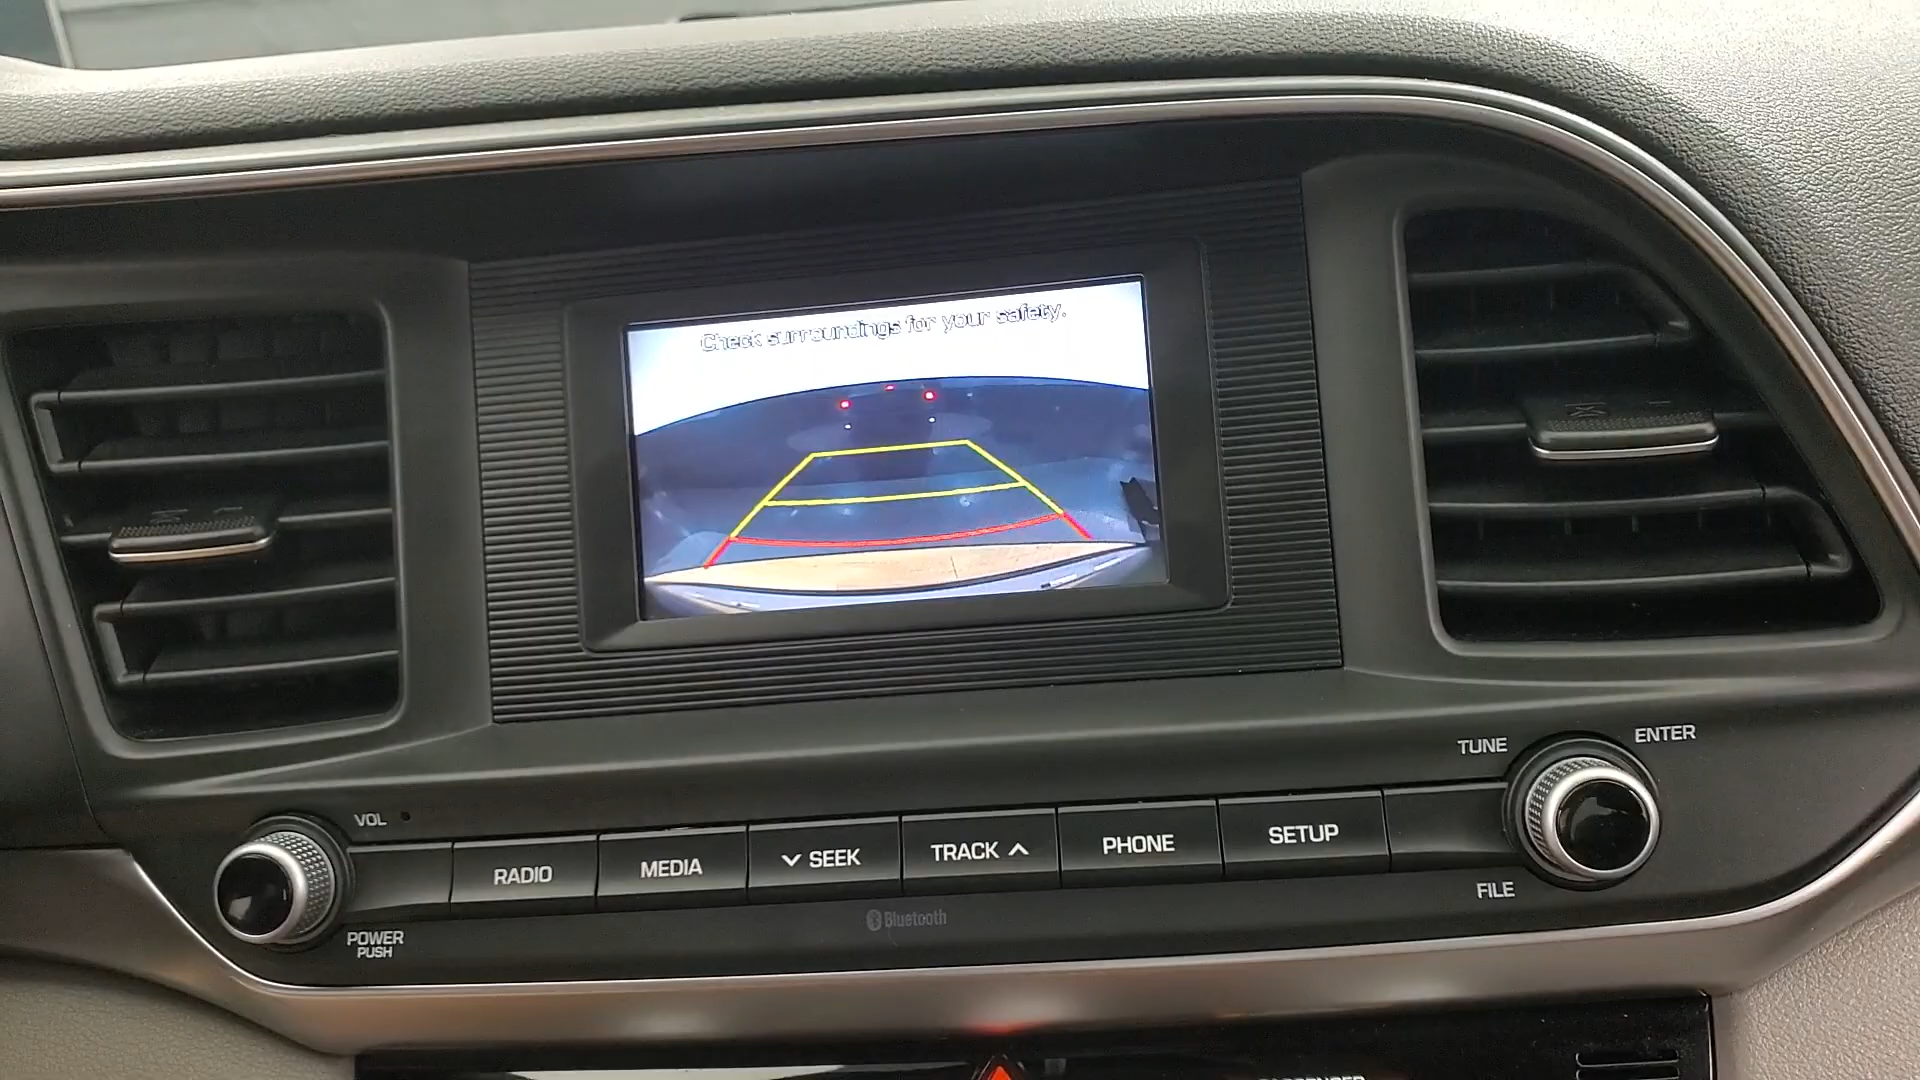 Check surroundings for your safety.
VOL
RADIO
MEDIA
SEEK
TRACK
PHONE
SETUP
TUNE
ENTER
FILE
POWER
PUSH
Bluetooth